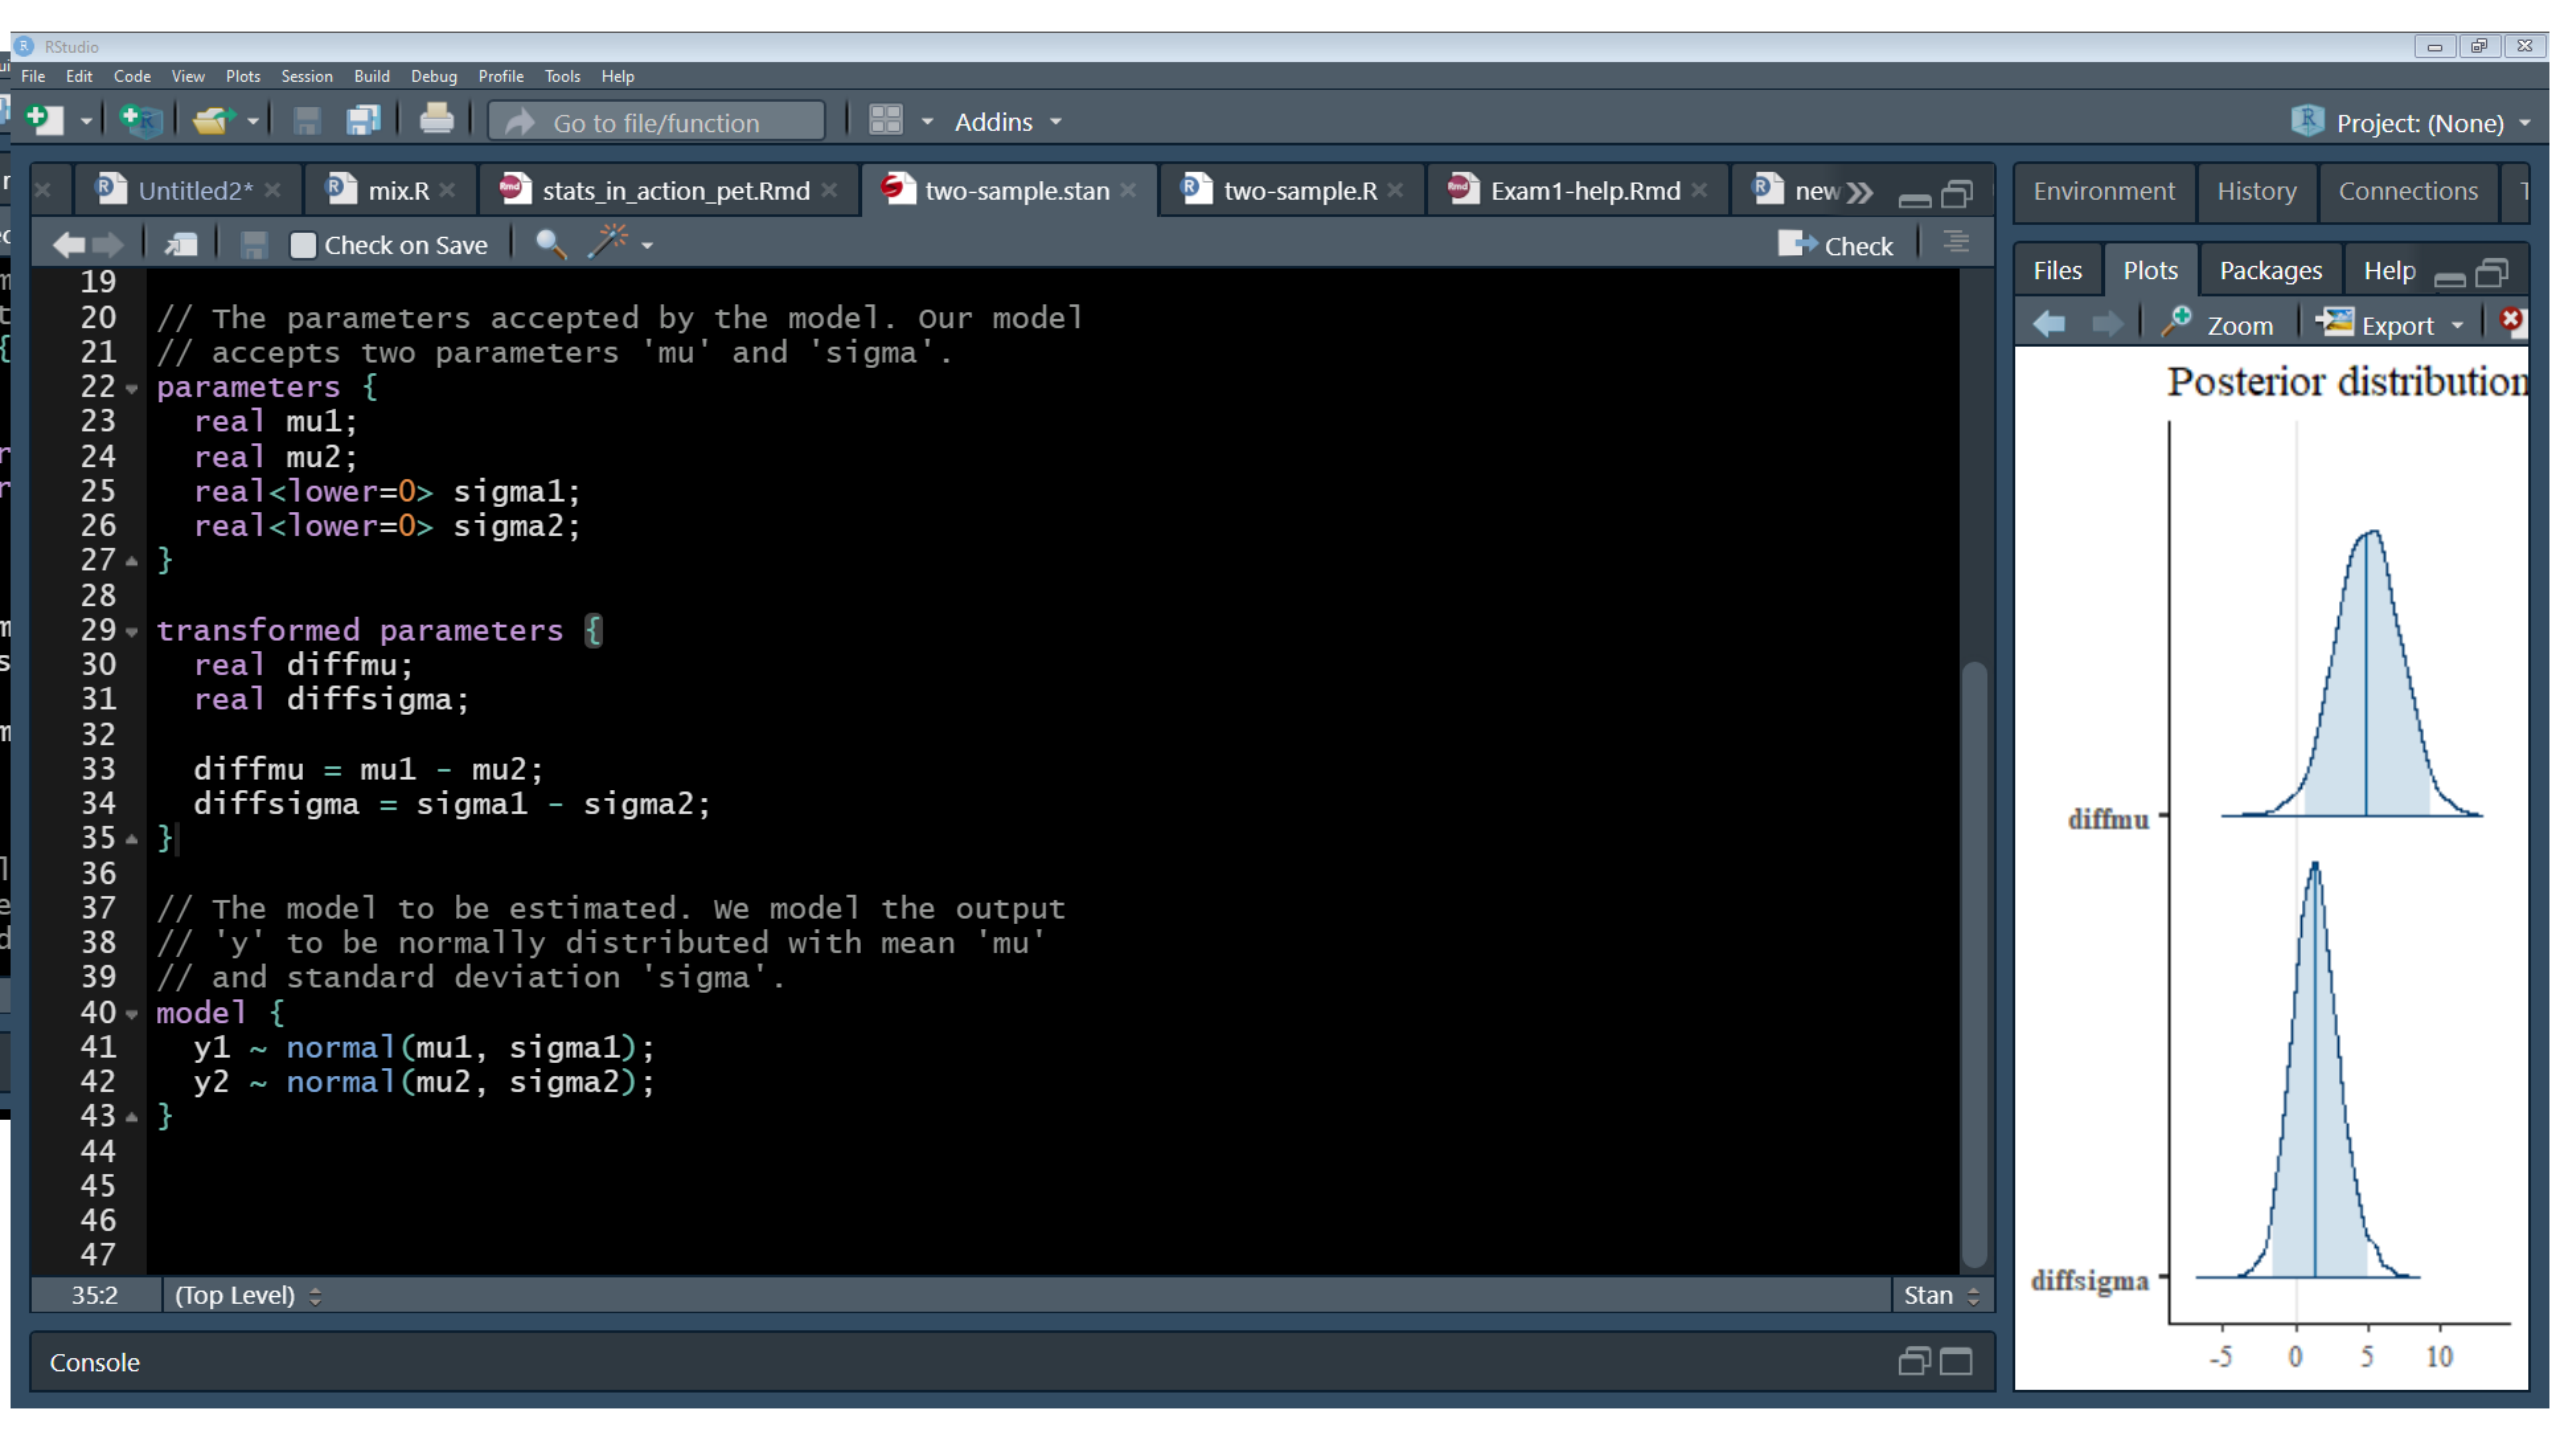 RStudio
File Edit Code View Plots Session Build Debug Profile Tools Help
Go to file/function Addins Project: (None)
Untitled2* mix.R stats_in_action_pet.Rmd two-sample.stan two-sample.R Exam1-help.Rmd new
Check on Save Check
19
20 // The parameters accepted by the model. Our model
21 // accepts two parameters 'mu' and 'sigma'.
22 parameters {
23 real mu1;
24 real mu2;
25 real<lower=0> sigma1;
26 real<lower=0> sigma2;
27 }
28
29 transformed parameters {
30 real diffmu;
31 real diffsigma;
32
33 diffmu = mu1 - mu2;
34 diffsigma = sigma1 - sigma2;
35 }
36
37 // The model to be estimated. We model the output
38 // 'y' to be normally distributed with mean 'mu'
39 // and standard deviation 'sigma'.
40 model {
41 y1 ~ normal(mu1, sigma1);
42 y2 ~ normal(mu2, sigma2);
43 }
44
45
46
47
35:2 (Top Level) Stan
Console
Environment History Connections
Files Plots Packages Help
Zoom Export
Posterior distribution
diffmu
diffsigma
-5 0 5 10